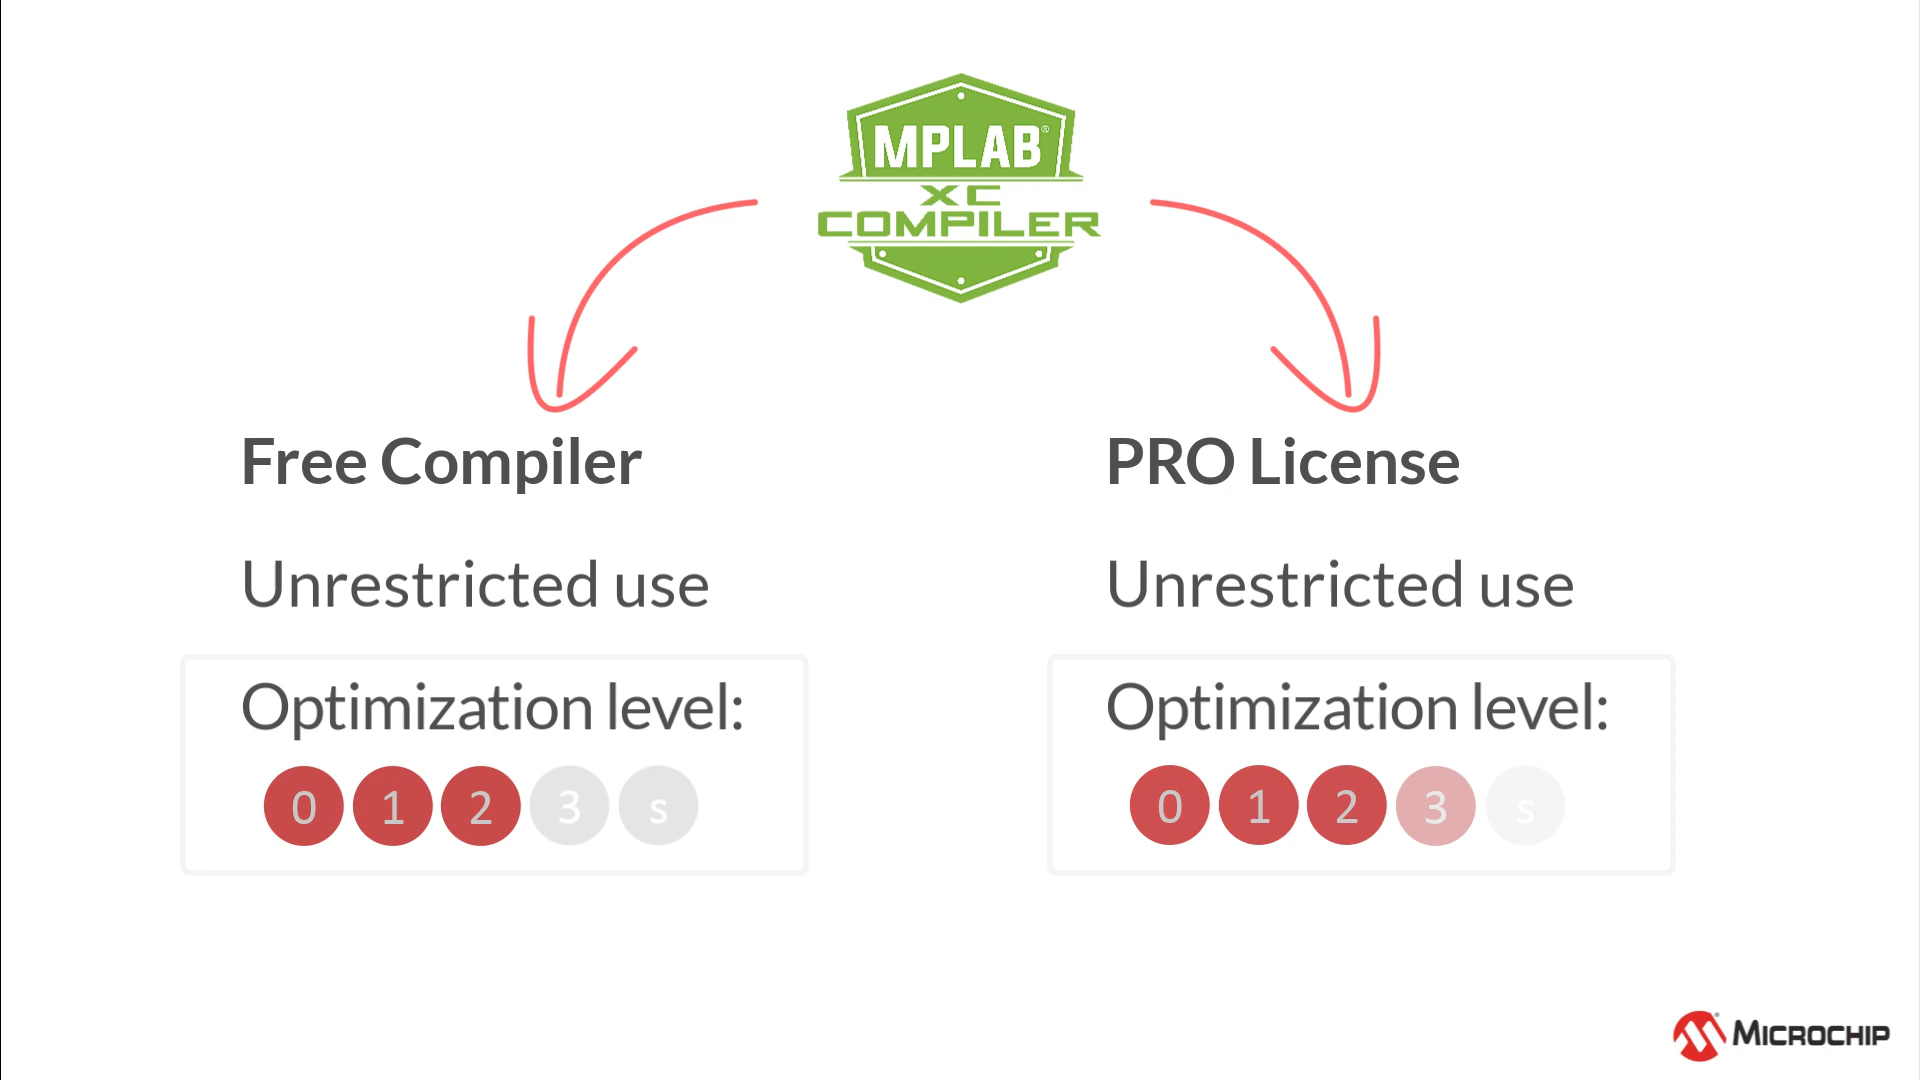 MPLAB®
XC
COMPILER
Free Compiler
Unrestricted use
Optimization level:
0 1 2 3 s
PRO License
Unrestricted use
Optimization level:
0 1 2 3 s
MICROCHIP